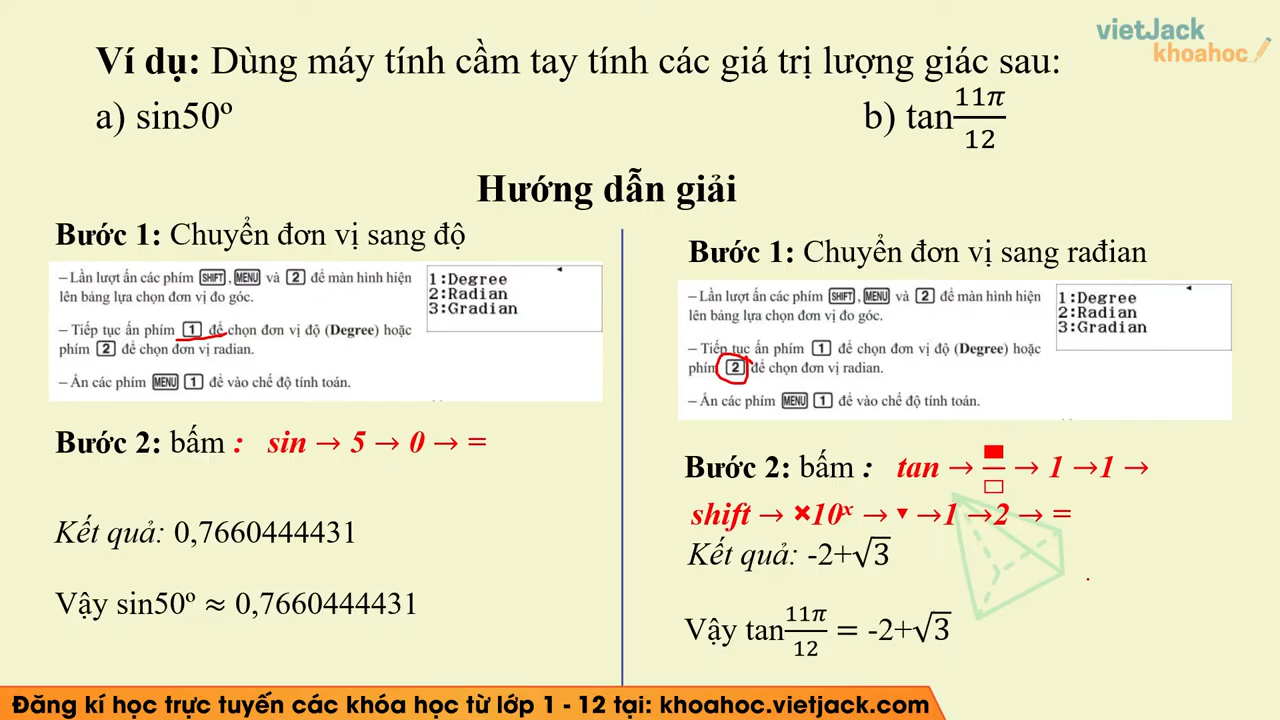 vietJack
khoahoc
Ví dụ: Dùng máy tính cầm tay tính các giá trị lượng giác sau:
a) sin50º
b) tan 11π/12
Hướng dẫn giải
Bước 1: Chuyển đơn vị sang độ
– Lần lượt ấn các phím SHIFT, MENU và 2 để màn hình hiện
lên bảng lựa chọn đơn vị đo góc.
– Tiếp tục ấn phím 1 để chọn đơn vị độ (Degree) hoặc
phím 2 để chọn đơn vị radian.
– Ấn các phím MENU 1 để vào chế độ tính toán.
1:Degree
2:Radian
3:Gradian
Bước 2: bấm : sin → 5 → 0 → =
Kết quả: 0,7660444431
Vậy sin50º ≈ 0,7660444431
Bước 1: Chuyển đơn vị sang rađian
– Lần lượt ấn các phím SHIFT, MENU và 2 để màn hình hiện
lên bảng lựa chọn đơn vị đo góc.
– Tiếp tục ấn phím 1 để chọn đơn vị độ (Degree) hoặc
phím 2 để chọn đơn vị radian.
– Ấn các phím MENU 1 để vào chế độ tính toán.
1:Degree
2:Radian
3:Gradian
Bước 2: bấm : tan → ■/□ → 1 →1 →
shift → ×10ˣ → ▾ →1 →2 → =
Kết quả: -2+√3
Vậy tan 11π/12 = -2+√3
Đăng kí học trực tuyến các khóa học từ lớp 1 - 12 tại: khoahoc.vietjack.com